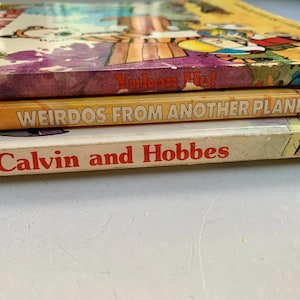 Yukon Ho!
WEIRDOS FROM ANOTHER PLAN
Calvin and Hobbes